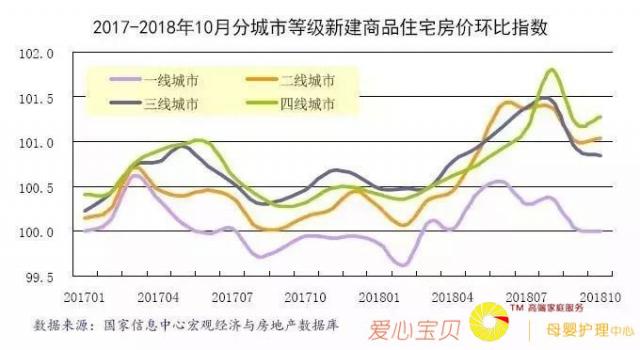 2017-2018年10月分城市等级新建商品住宅房价环比指数
102.0
101.5
101.0
100.5
100.0
99.5
一线城市
二线城市
三线城市
四线城市
201701 201704 201707 201710 201801 201804 201807 201810
数据来源：国家信息中心宏观经济与房地产数据库
爱心宝贝
TM 高端家庭服务
母婴护理中心